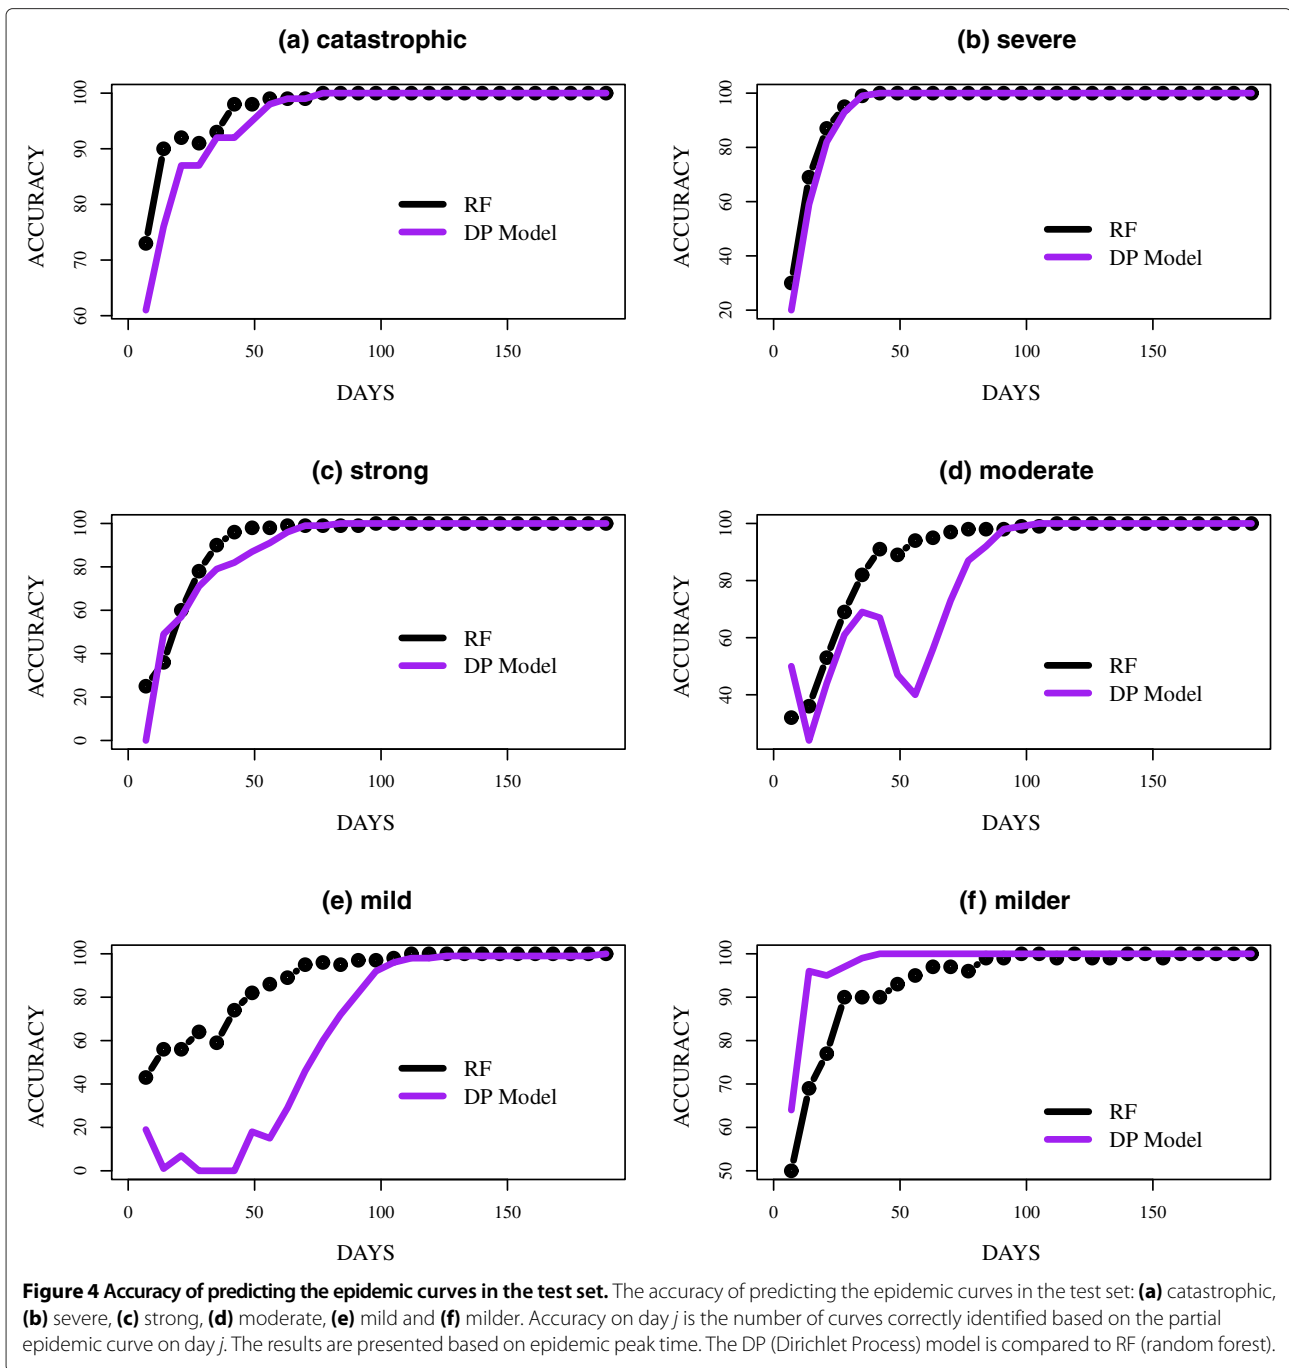 (a) catastrophic
ACCURACY
100
90
80
70
60
RF
DP Model
0 50 100 150
DAYS
(b) severe
ACCURACY
100
80
60
40
20
RF
DP Model
0 50 100 150
DAYS
(c) strong
ACCURACY
100
80
60
40
20
0
RF
DP Model
0 50 100 150
DAYS
(d) moderate
ACCURACY
100
80
60
40
RF
DP Model
0 50 100 150
DAYS
(e) mild
ACCURACY
100
80
60
40
20
0
RF
DP Model
0 50 100 150
DAYS
(f) milder
ACCURACY
100
90
80
70
60
50
RF
DP Model
0 50 100 150
DAYS
Figure 4 Accuracy of predicting the epidemic curves in the test set. The accuracy of predicting the epidemic curves in the test set: (a) catastrophic,
(b) severe, (c) strong, (d) moderate, (e) mild and (f) milder. Accuracy on day j is the number of curves correctly identified based on the partial
epidemic curve on day j. The results are presented based on epidemic peak time. The DP (Dirichlet Process) model is compared to RF (random forest).